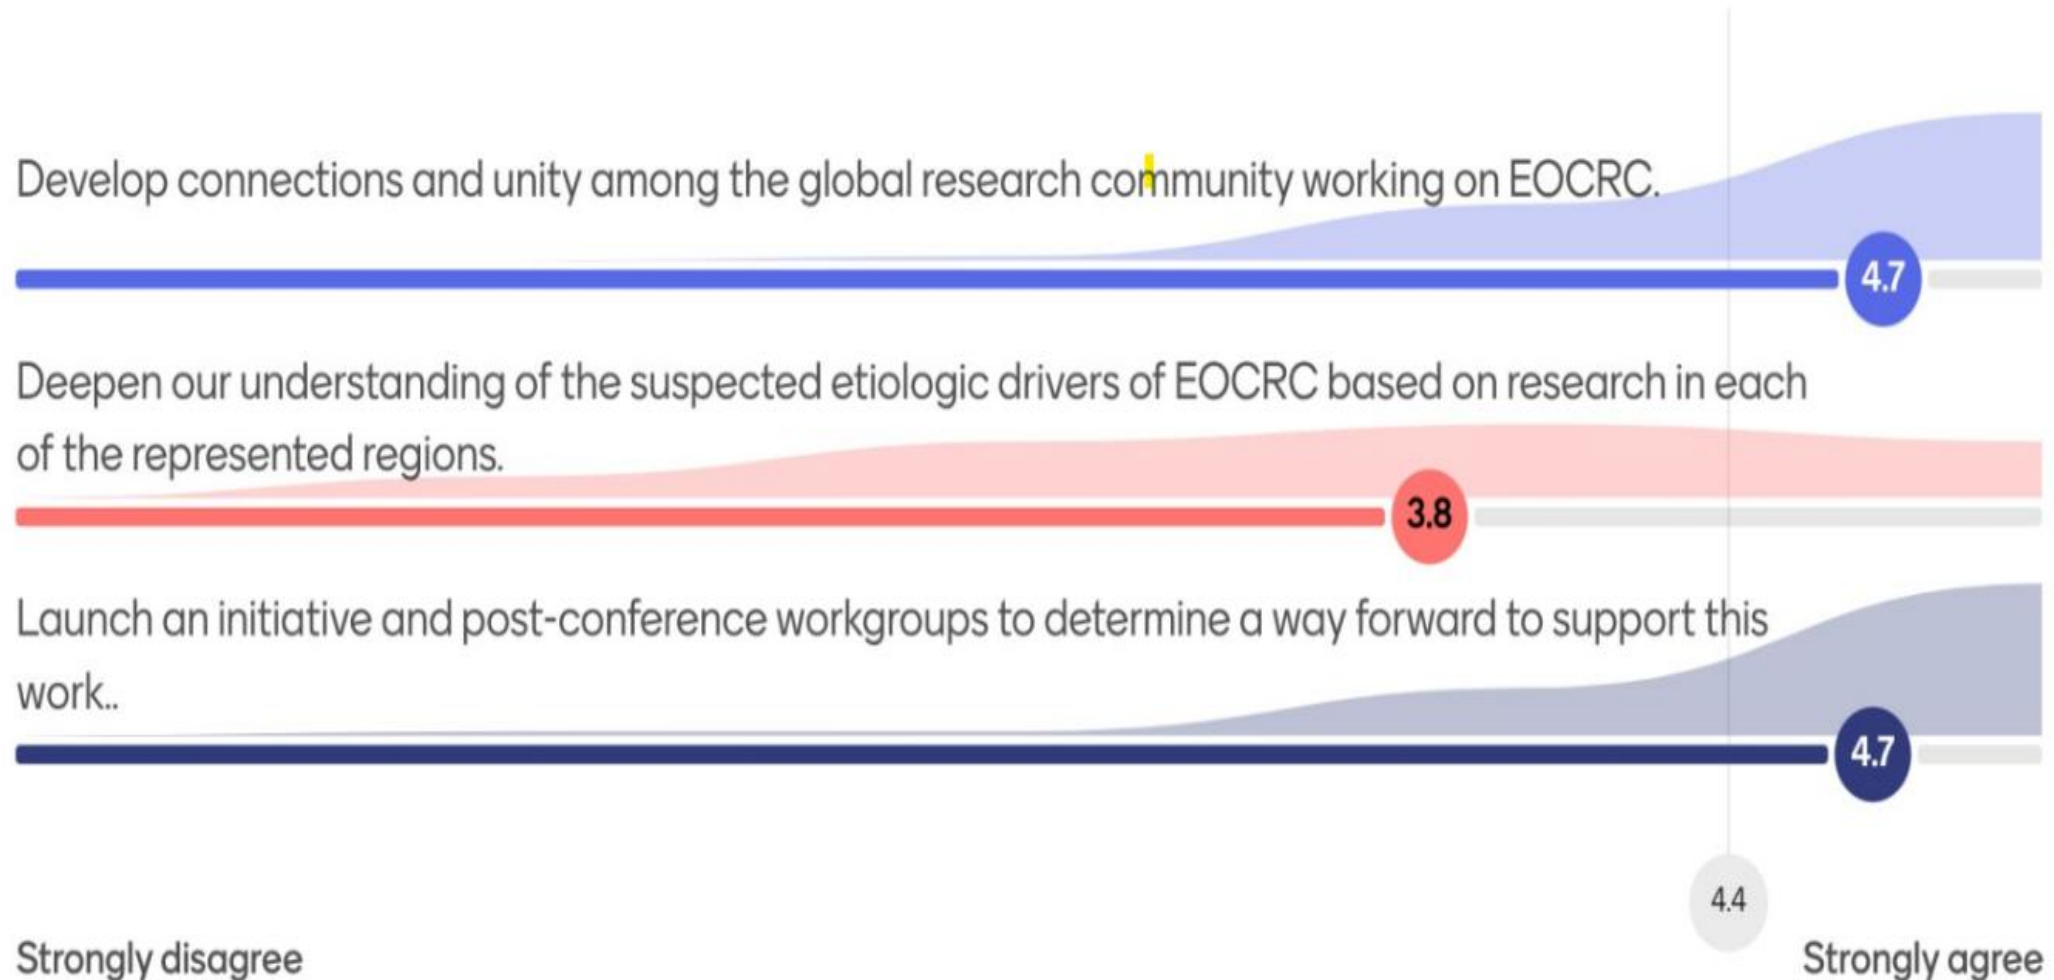 Develop connections and unity among the global research community working on EOCRC.
4.7
Deepen our understanding of the suspected etiologic drivers of EOCRC based on research in each
of the represented regions.
3.8
Launch an initiative and post-conference workgroups to determine a way forward to support this
work..
4.7
4.4
Strongly disagree
Strongly agree